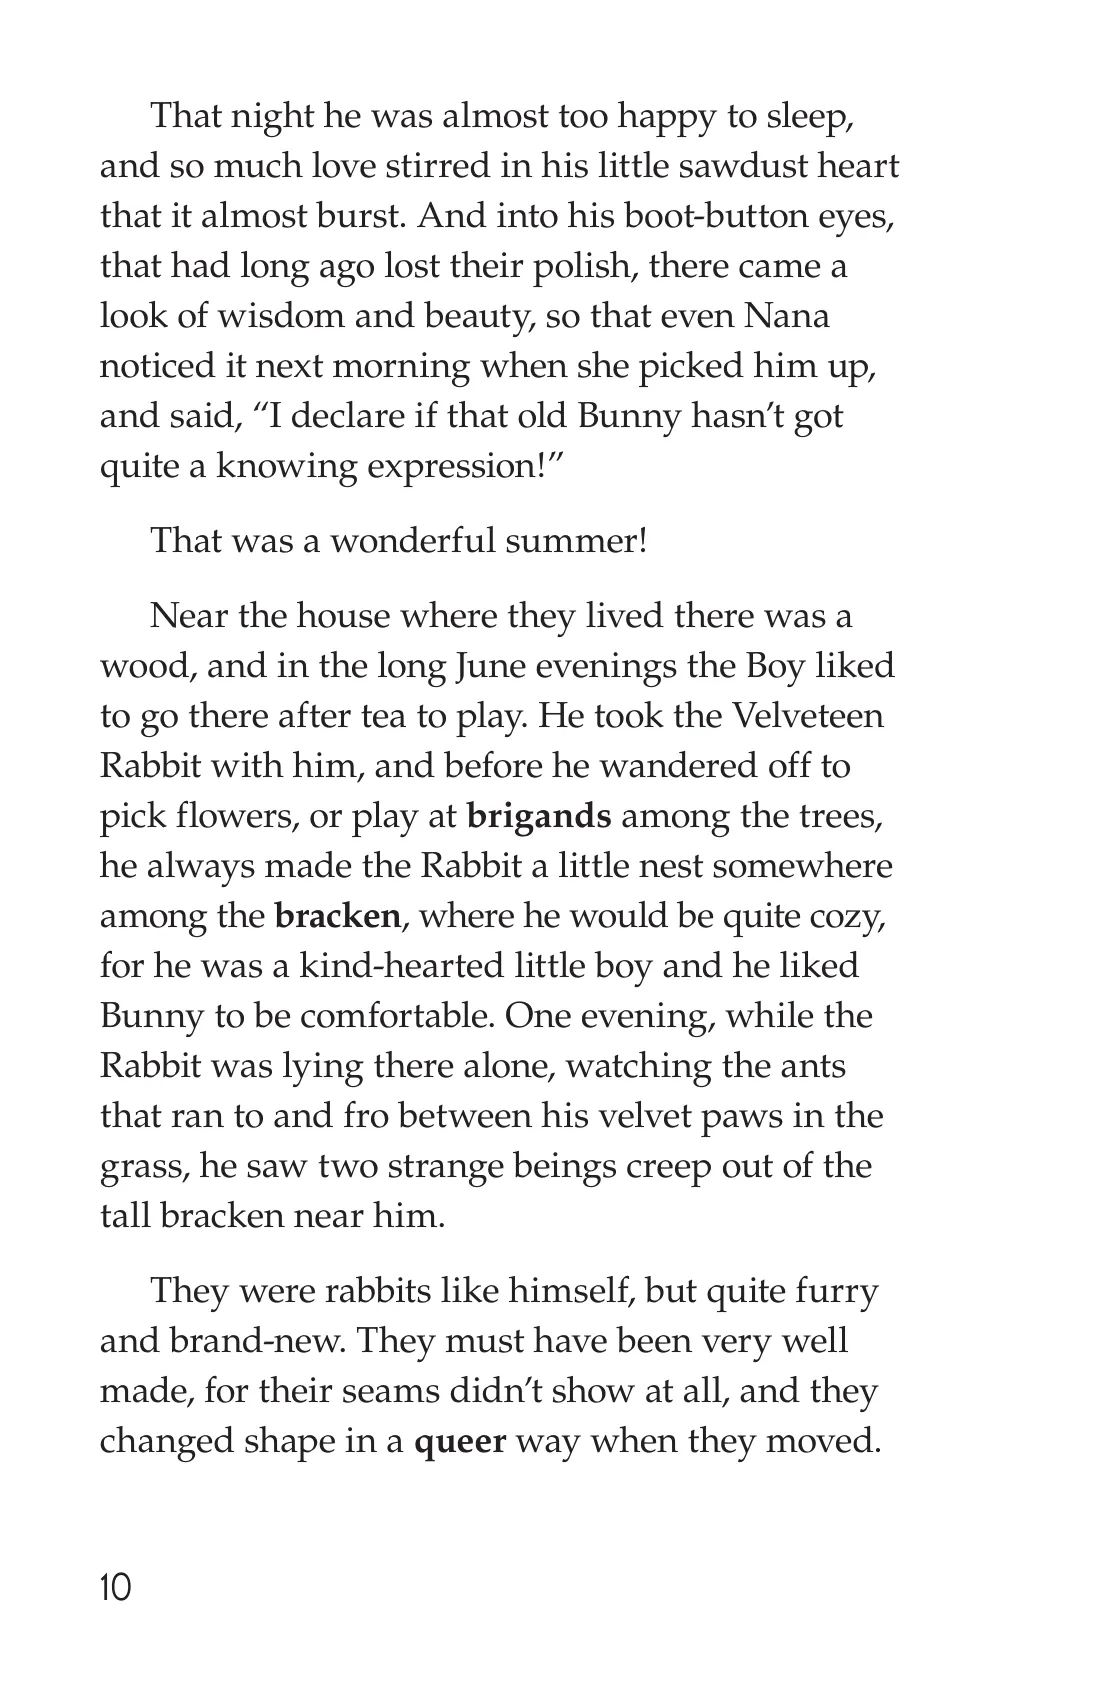 That night he was almost too happy to sleep,
and so much love stirred in his little sawdust heart
that it almost burst. And into his boot-button eyes,
that had long ago lost their polish, there came a
look of wisdom and beauty, so that even Nana
noticed it next morning when she picked him up,
and said, “I declare if that old Bunny hasn’t got
quite a knowing expression!”
That was a wonderful summer!
Near the house where they lived there was a
wood, and in the long June evenings the Boy liked
to go there after tea to play. He took the Velveteen
Rabbit with him, and before he wandered off to
pick flowers, or play at brigands among the trees,
he always made the Rabbit a little nest somewhere
among the bracken, where he would be quite cozy,
for he was a kind-hearted little boy and he liked
Bunny to be comfortable. One evening, while the
Rabbit was lying there alone, watching the ants
that ran to and fro between his velvet paws in the
grass, he saw two strange beings creep out of the
tall bracken near him.
They were rabbits like himself, but quite furry
and brand-new. They must have been very well
made, for their seams didn’t show at all, and they
changed shape in a queer way when they moved.
10